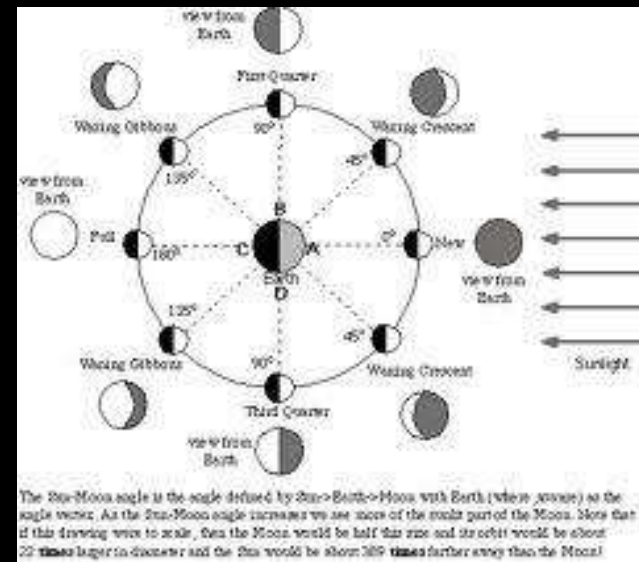 view from
Earth
First Quarter
Waxing Gibbous
Waxing Crescent
90°
135°
45°
view from
Earth
B
Full
180°
C
A
0°
New
Earth
D
view from
Earth
135°
45°
90°
Waning Gibbous
Waning Crescent
Sunlight
Third Quarter
view from
Earth
The Sun-Moon angle is the angle defined by Sun->Earth->Moon with Earth (where you are) as the
angle vertex. As the Sun-Moon angle increases we see more of the sunlit part of the Moon. Note that
if this drawing were to scale, then the Moon would be half this size and its orbit would be about
22 times larger in diameter and the Sun would be about 389 times farther away than the Moon!